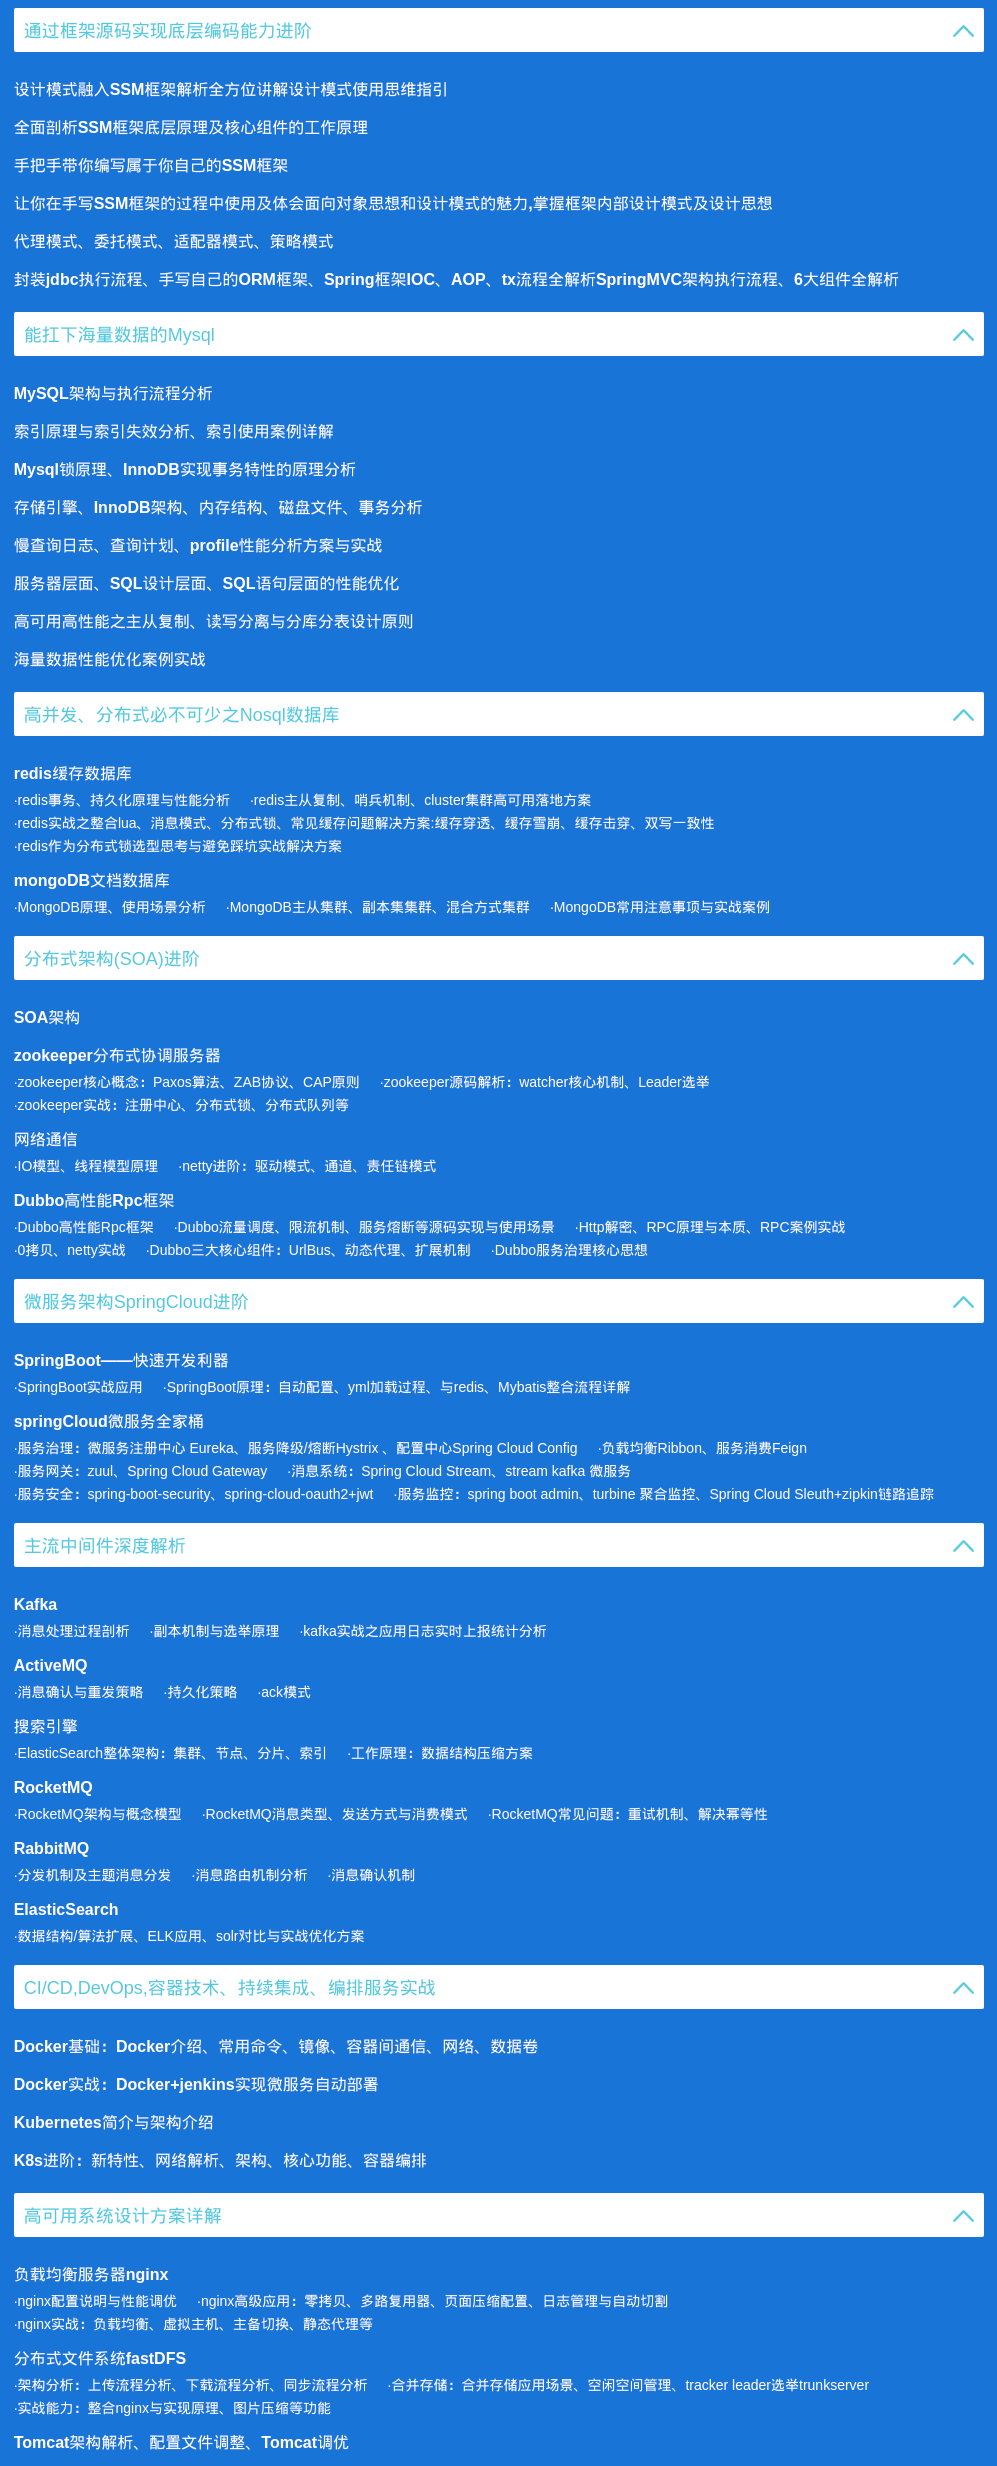 通过框架源码实现底层编码能力进阶
设计模式融入SSM框架解析全方位讲解设计模式使用思维指引
全面剖析SSM框架底层原理及核心组件的工作原理
手把手带你编写属于你自己的SSM框架
让你在手写SSM框架的过程中使用及体会面向对象思想和设计模式的魅力,掌握框架内部设计模式及设计思想
代理模式、委托模式、适配器模式、策略模式
封装jdbc执行流程、手写自己的ORM框架、Spring框架IOC、AOP、tx流程全解析SpringMVC架构执行流程、6大组件全解析
能扛下海量数据的Mysql
MySQL架构与执行流程分析
索引原理与索引失效分析、索引使用案例详解
Mysql锁原理、InnoDB实现事务特性的原理分析
存储引擎、InnoDB架构、内存结构、磁盘文件、事务分析
慢查询日志、查询计划、profile性能分析方案与实战
服务器层面、SQL设计层面、SQL语句层面的性能优化
高可用高性能之主从复制、读写分离与分库分表设计原则
海量数据性能优化案例实战
高并发、分布式必不可少之Nosql数据库
redis缓存数据库
·redis事务、持久化原理与性能分析 ·redis主从复制、哨兵机制、cluster集群高可用落地方案
·redis实战之整合lua、消息模式、分布式锁、常见缓存问题解决方案:缓存穿透、缓存雪崩、缓存击穿、双写一致性
·redis作为分布式锁选型思考与避免踩坑实战解决方案
mongoDB文档数据库
·MongoDB原理、使用场景分析 ·MongoDB主从集群、副本集集群、混合方式集群 ·MongoDB常用注意事项与实战案例
分布式架构(SOA)进阶
SOA架构
zookeeper分布式协调服务器
·zookeeper核心概念：Paxos算法、ZAB协议、CAP原则 ·zookeeper源码解析：watcher核心机制、Leader选举
·zookeeper实战：注册中心、分布式锁、分布式队列等
网络通信
·IO模型、线程模型原理 ·netty进阶：驱动模式、通道、责任链模式
Dubbo高性能Rpc框架
·Dubbo高性能Rpc框架 ·Dubbo流量调度、限流机制、服务熔断等源码实现与使用场景 ·Http解密、RPC原理与本质、RPC案例实战
·0拷贝、netty实战 ·Dubbo三大核心组件：UrlBus、动态代理、扩展机制 ·Dubbo服务治理核心思想
微服务架构SpringCloud进阶
SpringBoot——快速开发利器
·SpringBoot实战应用 ·SpringBoot原理：自动配置、yml加载过程、与redis、Mybatis整合流程详解
springCloud微服务全家桶
·服务治理：微服务注册中心 Eureka、服务降级/熔断Hystrix 、配置中心Spring Cloud Config ·负载均衡Ribbon、服务消费Feign
·服务网关：zuul、Spring Cloud Gateway ·消息系统：Spring Cloud Stream、stream kafka 微服务
·服务安全：spring-boot-security、spring-cloud-oauth2+jwt ·服务监控：spring boot admin、turbine 聚合监控、Spring Cloud Sleuth+zipkin链路追踪
主流中间件深度解析
Kafka
·消息处理过程剖析 ·副本机制与选举原理 ·kafka实战之应用日志实时上报统计分析
ActiveMQ
·消息确认与重发策略 ·持久化策略 ·ack模式
搜索引擎
·ElasticSearch整体架构：集群、节点、分片、索引 ·工作原理：数据结构压缩方案
RocketMQ
·RocketMQ架构与概念模型 ·RocketMQ消息类型、发送方式与消费模式 ·RocketMQ常见问题：重试机制、解决幂等性
RabbitMQ
·分发机制及主题消息分发 ·消息路由机制分析 ·消息确认机制
ElasticSearch
·数据结构/算法扩展、ELK应用、solr对比与实战优化方案
CI/CD,DevOps,容器技术、持续集成、编排服务实战
Docker基础：Docker介绍、常用命令、镜像、容器间通信、网络、数据卷
Docker实战：Docker+jenkins实现微服务自动部署
Kubernetes简介与架构介绍
K8s进阶：新特性、网络解析、架构、核心功能、容器编排
高可用系统设计方案详解
负载均衡服务器nginx
·nginx配置说明与性能调优 ·nginx高级应用：零拷贝、多路复用器、页面压缩配置、日志管理与自动切割
·nginx实战：负载均衡、虚拟主机、主备切换、静态代理等
分布式文件系统fastDFS
·架构分析：上传流程分析、下载流程分析、同步流程分析 ·合并存储：合并存储应用场景、空闲空间管理、tracker leader选举trunkserver
·实战能力：整合nginx与实现原理、图片压缩等功能
Tomcat架构解析、配置文件调整、Tomcat调优